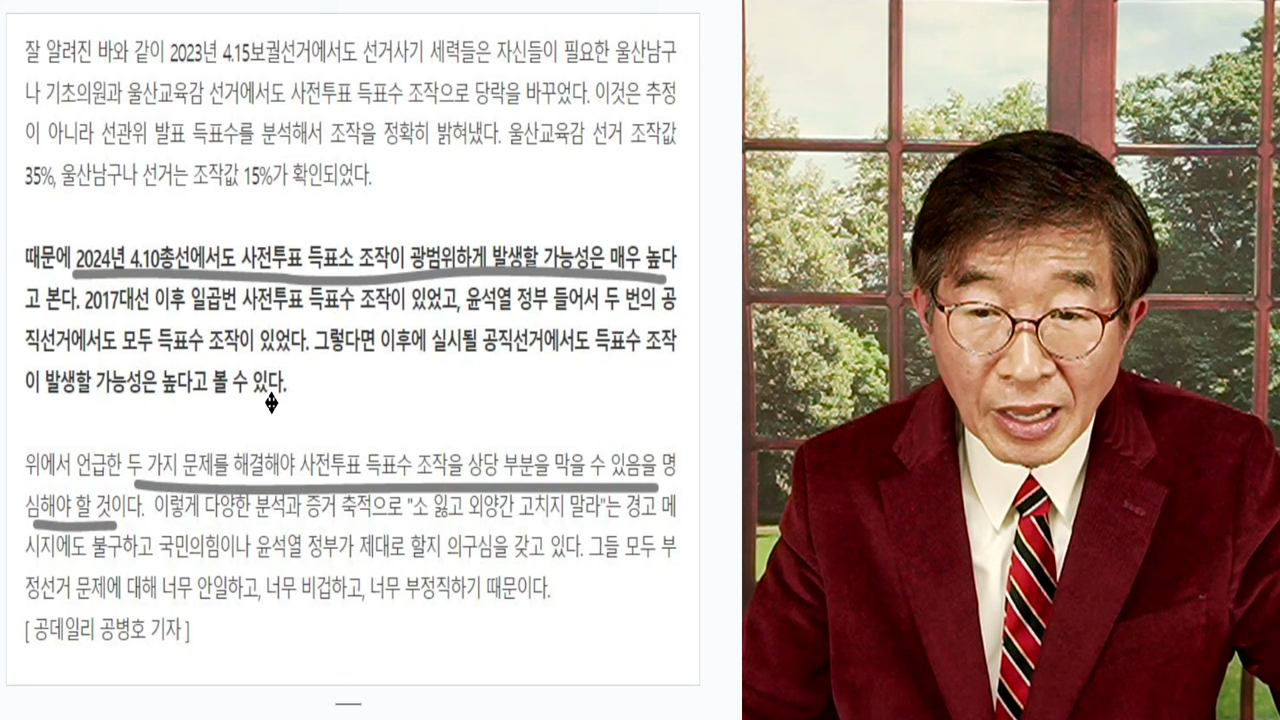 잘 알려진 바와 같이 2023년 4.15보궐선거에서도 선거사기 세력들은 자신들이 필요한 울산남구
나 기초의원과 울산교육감 선거에서도 사전투표 득표수 조작으로 당락을 바꾸었다. 이것은 추정
이 아니라 선관위 발표 득표수를 분석해서 조작을 정확히 밝혀냈다. 울산교육감 선거 조작값
35%, 울산남구나 선거는 조작값 15%가 확인되었다.
때문에 2024년 4.10총선에서도 사전투표 득표소 조작이 광범위하게 발생할 가능성은 매우 높다
고 본다. 2017대선 이후 일곱번 사전투표 득표수 조작이 있었고, 윤석열 정부 들어서 두 번의 공
직선거에서도 모두 득표수 조작이 있었다. 그렇다면 이후에 실시될 공직선거에서도 득표수 조작
이 발생할 가능성은 높다고 볼 수 있다.
위에서 언급한 두 가지 문제를 해결해야 사전투표 득표수 조작을 상당 부분을 막을 수 있음을 명
심해야 할 것이다. 이렇게 다양한 분석과 증거 축적으로 "소 잃고 외양간 고치지 말라"는 경고 메
시지에도 불구하고 국민의힘이나 윤석열 정부가 제대로 할지 의구심을 갖고 있다. 그들 모두 부
정선거 문제에 대해 너무 안일하고, 너무 비겁하고, 너무 부정직하기 때문이다.
[ 공데일리 공병호 기자 ]